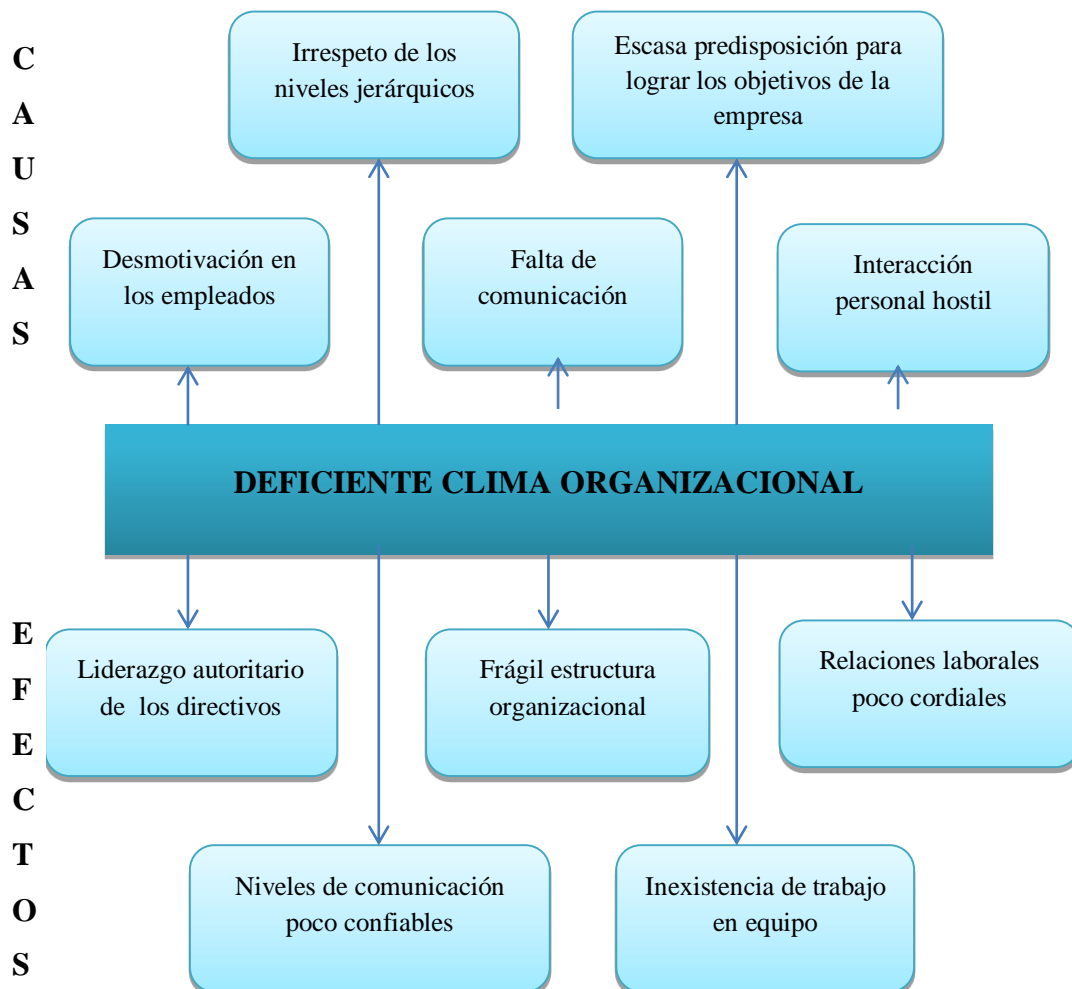 CAUSAS
Irrespeto de los
niveles jerárquicos
Escasa predisposición para
lograr los objetivos de la
empresa
Desmotivación en
los empleados
Falta de
comunicación
Interacción
personal hostil
DEFICIENTE CLIMA ORGANIZACIONAL
EFECTOS
Liderazgo autoritario
de los directivos
Frágil estructura
organizacional
Relaciones laborales
poco cordiales
Niveles de comunicación
poco confiables
Inexistencia de trabajo
en equipo